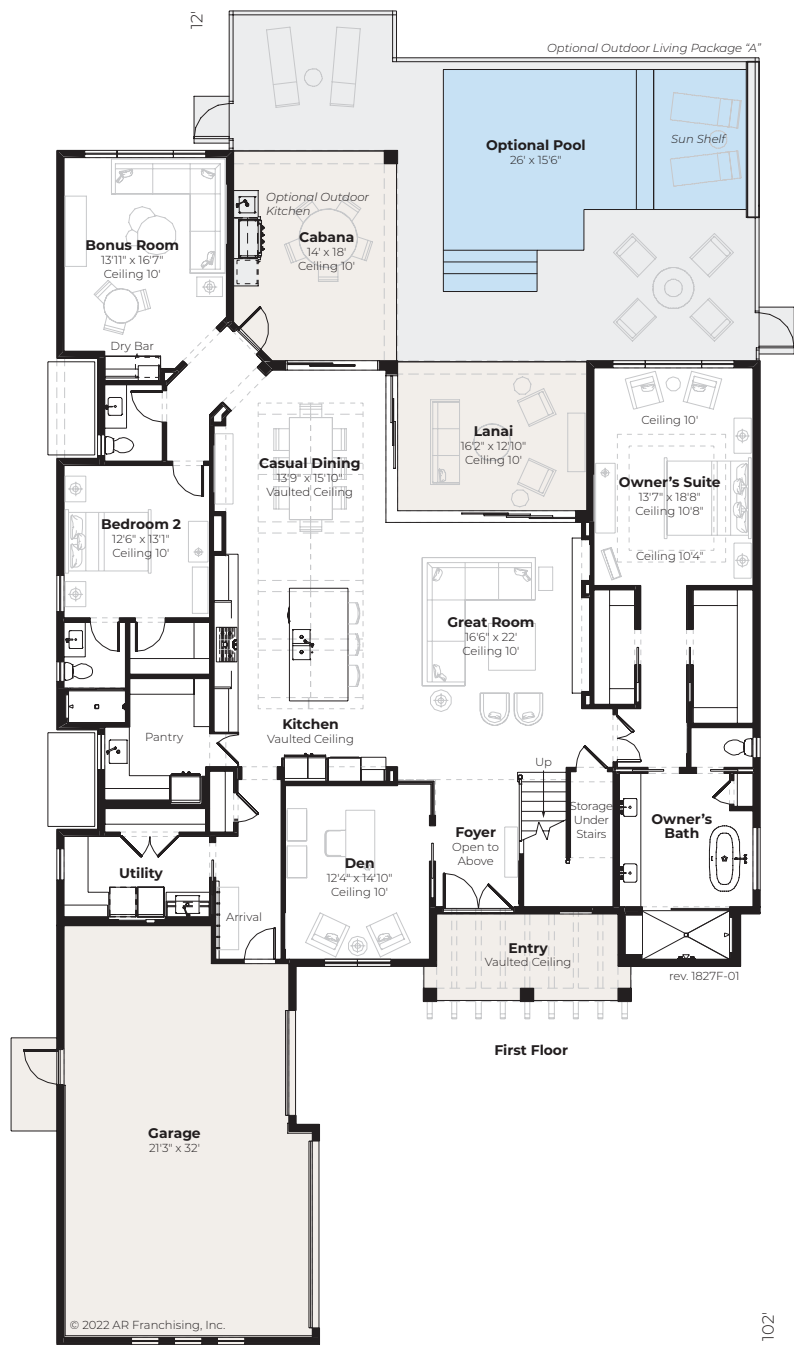 12'
Optional Outdoor Living Package “A”
Optional Pool
26' x 15'6"
Sun Shelf
Optional Outdoor
Kitchen
Cabana
14' x 18'
Ceiling 10'
Bonus Room
13'11" x 16'7"
Ceiling 10'
Dry Bar
Casual Dining
13'9" x 15'10"
Vaulted Ceiling
Lanai
16'2" x 12'10"
Ceiling 10'
Ceiling 10'
Owner’s Suite
13'7" x 18'8"
Ceiling 10'8"
Ceiling 10'4"
Bedroom 2
12'6" x 13'1"
Ceiling 10'
Great Room
16'6" x 22'
Ceiling 10'
Kitchen
Vaulted Ceiling
Pantry
Up
Storage
Under
Stairs
Foyer
Open to
Above
Owner’s
Bath
Den
12'4" x 14'10"
Ceiling 10'
Utility
Arrival
Entry
Vaulted Ceiling
rev. 1827F-01
First Floor
Garage
21'3" x 32'
© 2022 AR Franchising, Inc.
102'